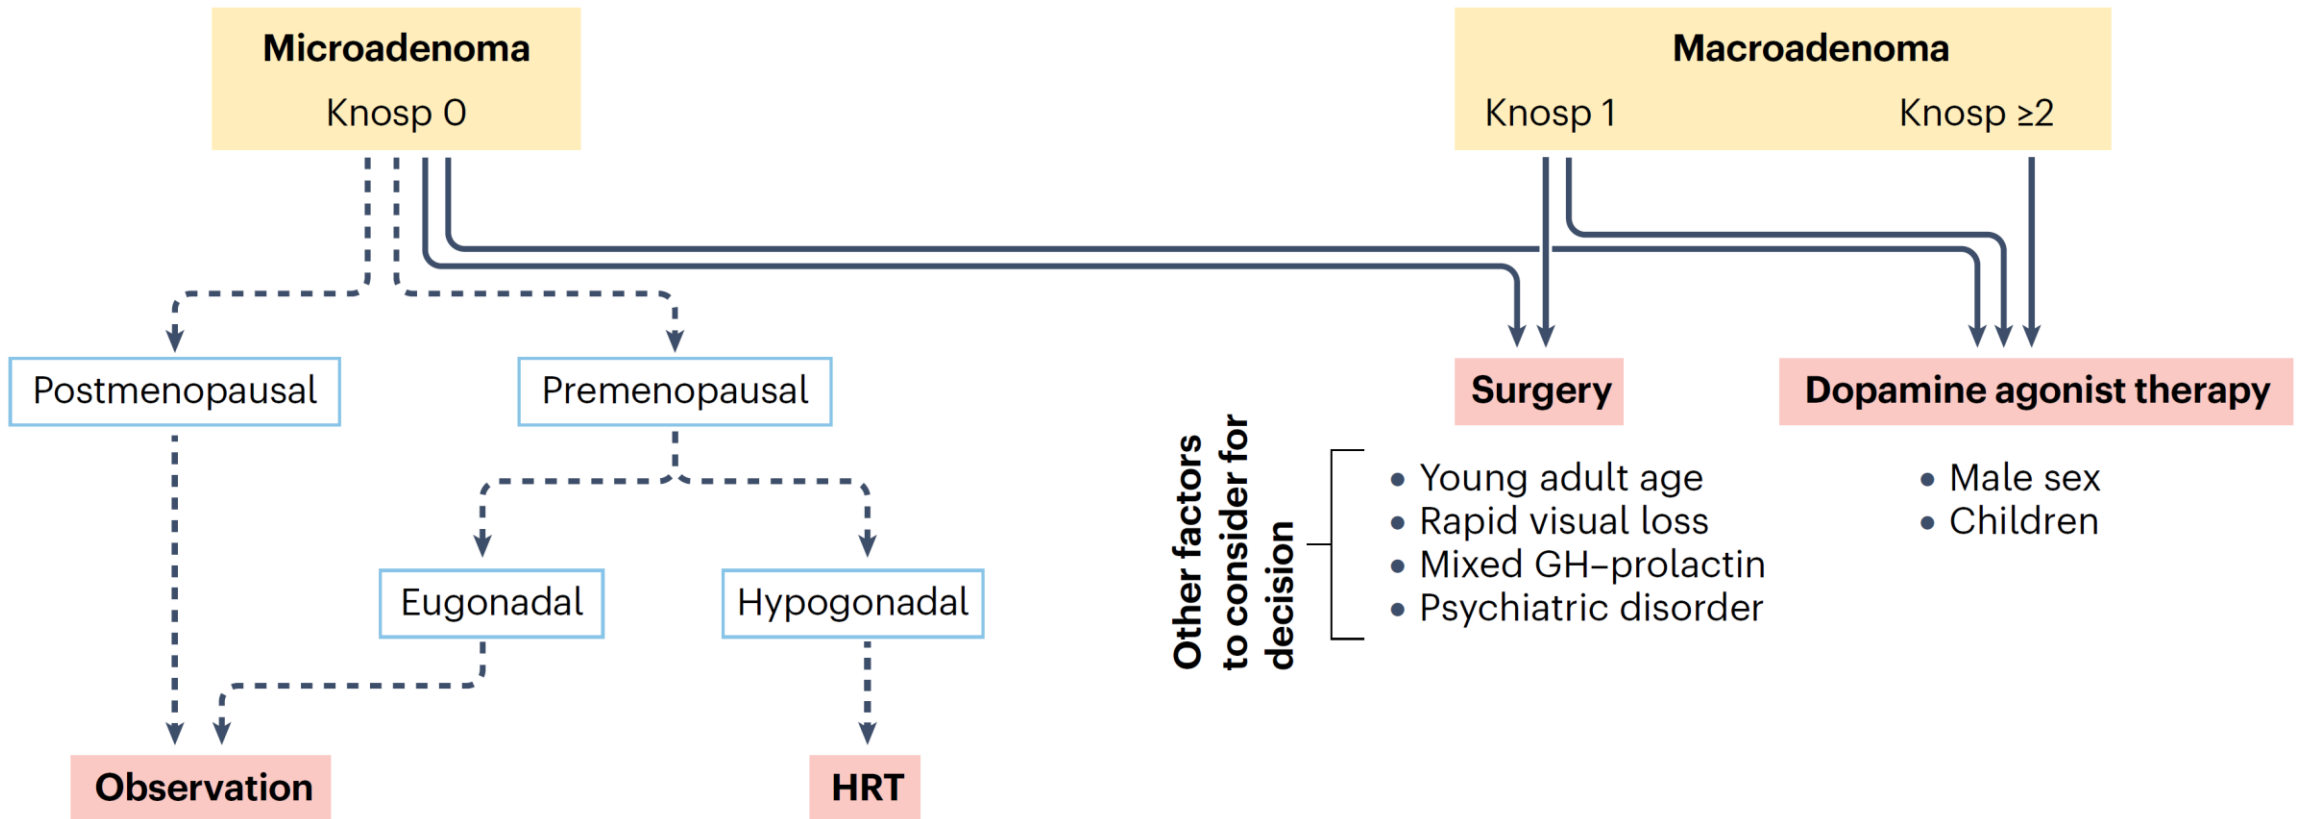 Microadenoma
Knosp 0
Macroadenoma
Knosp 1
Knosp ≥2
Postmenopausal
Premenopausal
Surgery
Dopamine agonist therapy
Other factors
to consider for
decision
• Young adult age
• Rapid visual loss
• Mixed GH–prolactin
• Psychiatric disorder
• Male sex
• Children
Eugonadal
Hypogonadal
Observation
HRT